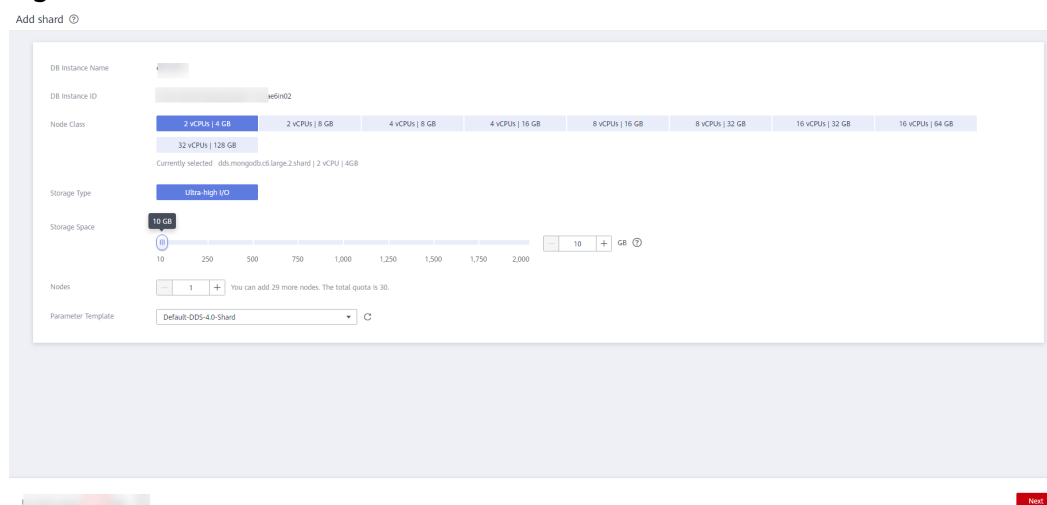 Add shard
DB Instance Name
DB Instance ID ae6in02
Node Class 2 vCPUs | 4 GB 2 vCPUs | 8 GB 4 vCPUs | 8 GB 4 vCPUs | 16 GB 8 vCPUs | 16 GB 8 vCPUs | 32 GB 16 vCPUs | 32 GB 16 vCPUs | 64 GB
32 vCPUs | 128 GB
Currently selected dds.mongodb.c6.large.2.shard | 2 vCPU | 4GB
Storage Type Ultra-high I/O
10 GB
Storage Space
10 GB
10 250 500 750 1,000 1,250 1,500 1,750 2,000
Nodes 1 You can add 29 more nodes. The total quota is 30.
Parameter Template Default-DDS-4.0-Shard
Next